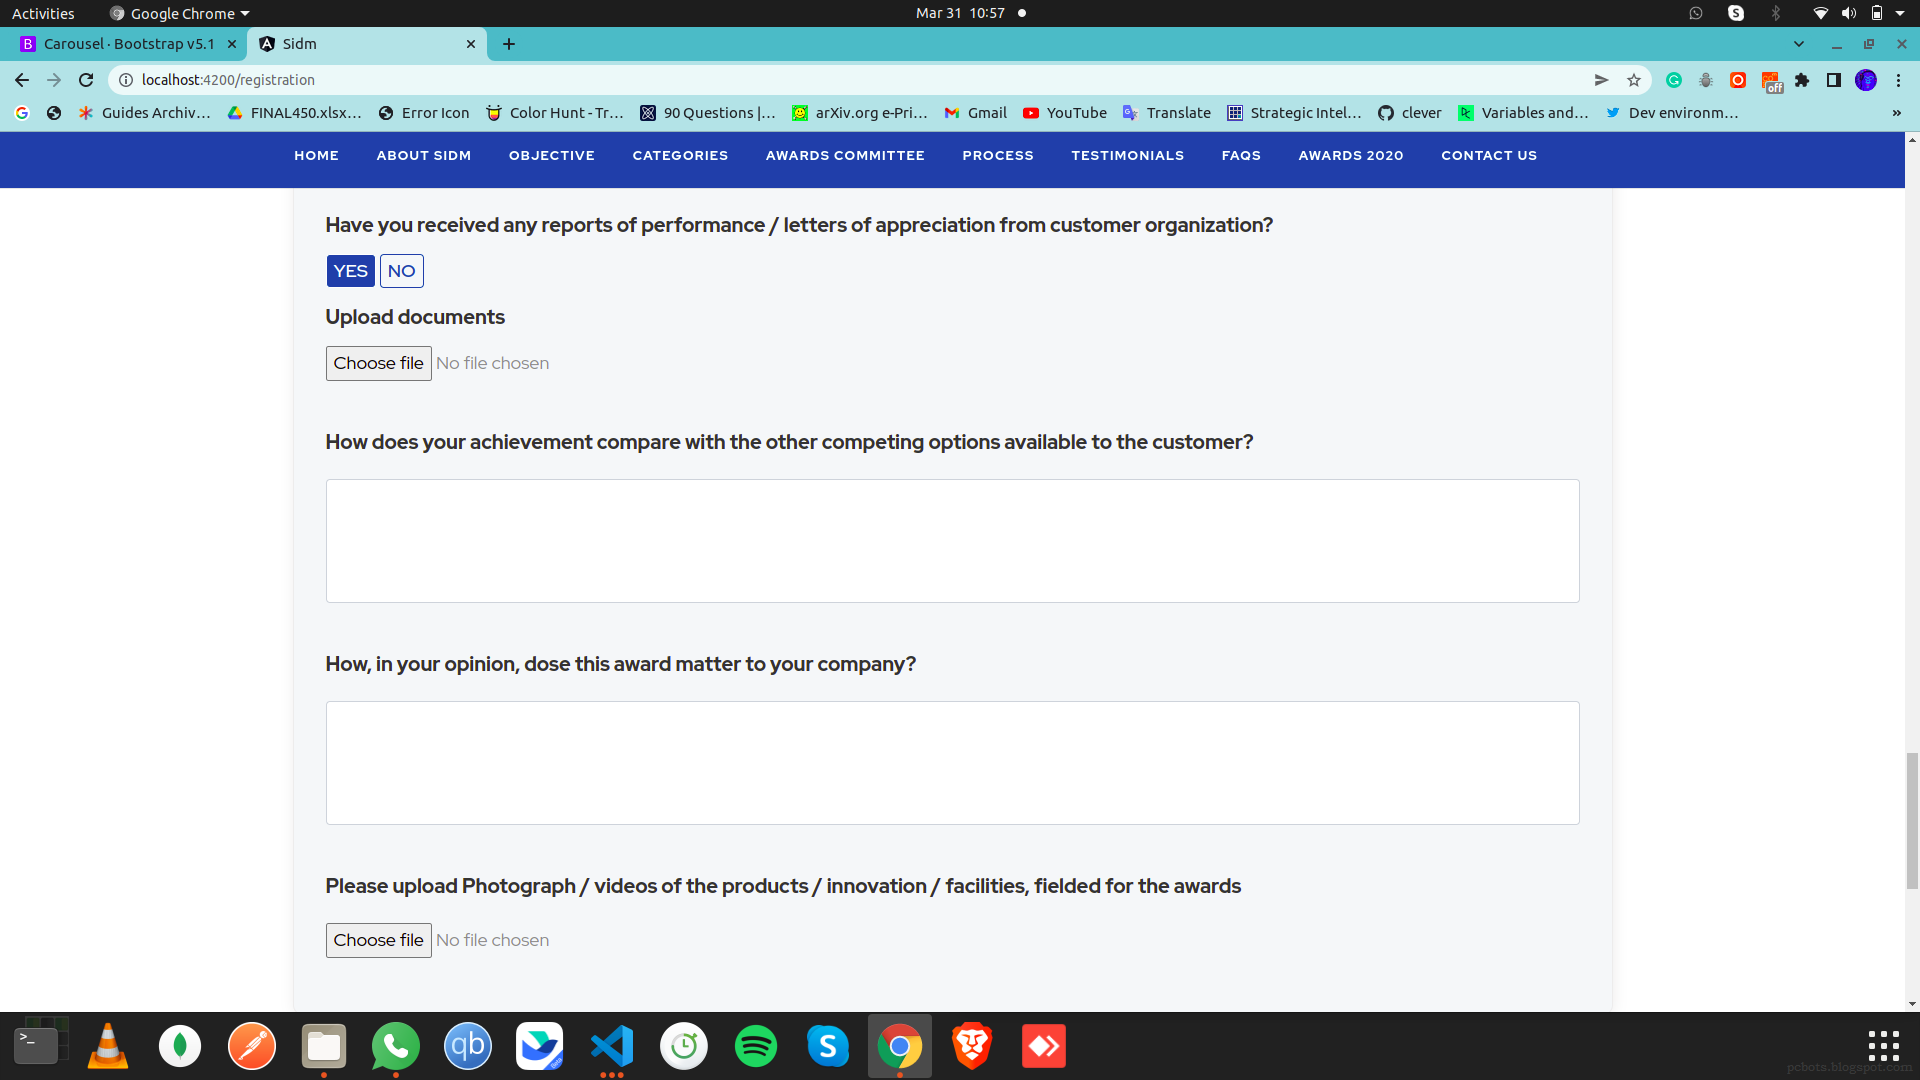 Activities
Google Chrome
Mar 31 10:57
Carousel · Bootstrap v5.1
Sidm
localhost:4200/registration
off
Guides Archiv...
FINAL450.xlsx...
Error Icon
Color Hunt - Tr...
90 Questions |...
arXiv.org e-Pri...
Gmail
YouTube
Translate
Strategic Intel...
clever
Variables and...
Dev environm...
»
HOME
ABOUT SIDM
OBJECTIVE
CATEGORIES
AWARDS COMMITTEE
PROCESS
TESTIMONIALS
FAQS
AWARDS 2020
CONTACT US
Have you received any reports of performance / letters of appreciation from customer organization?
YES NO
Upload documents
Choose file No file chosen
How does your achievement compare with the other competing options available to the customer?
How, in your opinion, dose this award matter to your company?
Please upload Photograph / videos of the products / innovation / facilities, fielded for the awards
Choose file No file chosen
>_
qb
Beta
S
pcbots.blogspot.com